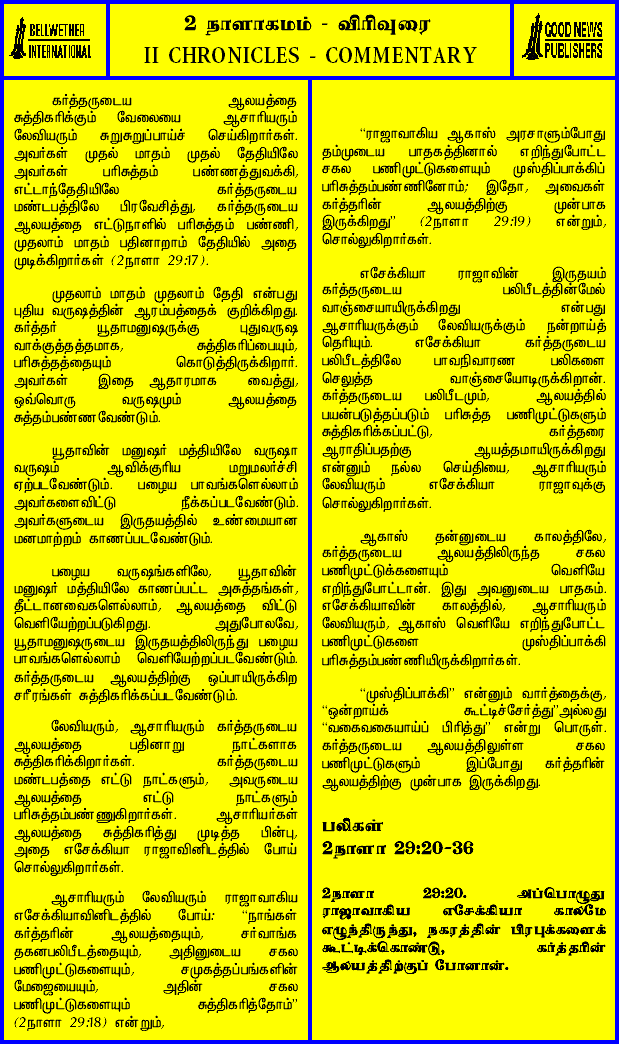 BELLWETHER
INTERNATIONAL
2 நாளாகமம் - விரிவுரை
II CHRONICLES - COMMENTARY
GOOD NEWS
PUBLISHERS
கர்த்தருடைய ஆலயத்தை
சுத்திகரிக்கும் வேலையை ஆசாரியரும்
லேவியரும் சுறுசுறுப்பாய்ச் செய்கிறார்கள்.
அவர்கள் முதல் மாதம் முதல் தேதியிலே
அவர்கள் பரிசுத்தம் பண்ணத்துவக்கி,
எட்டாந்தேதியிலே கர்த்தருடைய
மண்டபத்திலே பிரவேசித்து, கர்த்தருடைய
ஆலயத்தை எட்டுநாளில் பரிசுத்தம் பண்ணி,
முதலாம் மாதம் பதினாறாம் தேதியில் அதை
முடிக்கிறார்கள் (2நாளா 29:17).
முதலாம் மாதம் முதலாம் தேதி என்பது
புதிய வருஷத்தின் ஆரம்பத்தைக் குறிக்கிறது.
கர்த்தர் யூதாமனுஷருக்கு புதுவருஷ
வாக்குத்தத்தமாக, சுத்திகரிப்பையும்,
பரிசுத்தத்தையும் கொடுத்திருக்கிறார்.
அவர்கள் இதை ஆதாரமாக வைத்து,
ஒவ்வொரு வருஷமும் ஆலயத்தை
சுத்தம்பண்ணவேண்டும்.
யூதாவின் மனுஷர் மத்தியிலே வருஷா
வருஷம் ஆவிக்குரிய மறுமலர்ச்சி
ஏற்படவேண்டும். பழைய பாவங்களெல்லாம்
அவர்களைவிட்டு நீக்கப்படவேண்டும்.
அவர்களுடைய இருதயத்தில் உண்மையான
மனமாற்றம் காணப்படவேண்டும்.
பழைய வருஷங்களிலே, யூதாவின்
மனுஷர் மத்தியிலே காணப்பட்ட அசுத்தங்கள்,
தீட்டானவைகளெல்லாம், ஆலயத்தை விட்டு
வெளியேற்றப்படுகிறது. அதுபோலவே,
யூதாமனுஷருடைய இருதயத்திலிருந்து பழைய
பாவங்களெல்லாம் வெளியேற்றப்படவேண்டும்.
கர்த்தருடைய ஆலயத்திற்கு ஒப்பாயிருக்கிற
சரீரங்கள் சுத்திகரிக்கப்படவேண்டும்.
லேவியரும், ஆசாரியரும் கர்த்தருடைய
ஆலயத்தை பதினாறு நாட்களாக
சுத்திகரிக்கிறார்கள். கர்த்தருடைய
மண்டபத்தை எட்டு நாட்களும், அவருடைய
ஆலயத்தை எட்டு நாட்களும்
பரிசுத்தம்பண்ணுகிறார்கள். ஆசாரியர்கள்
ஆலயத்தை சுத்திகரித்து முடித்த பின்பு,
அதை எசேக்கியா ராஜாவினிடத்தில் போய்
சொல்லுகிறார்கள்.
ஆசாரியரும் லேவியரும் ராஜாவாகிய
எசேக்கியாவினிடத்தில் போய்: "நாங்கள்
கர்த்தரின் ஆலயத்தையும், சர்வாங்க
தகனபலிபீடத்தையும், அதினுடைய சகல
பணிமுட்டுகளையும், சமுகத்தப்பங்களின்
மேஜையையும், அதின் சகல
பணிமுட்டுகளையும் சுத்திகரித்தோம்"
(2நாளா 29:18) என்றும்,
"ராஜாவாகிய ஆகாஸ் அரசாளும்போது
தம்முடைய பாதகத்தினால் எறிந்துபோட்ட
சகல பணிமுட்டுகளையும் முஸ்திப்பாக்கிப்
பரிசுத்தம்பண்ணினோம்; இதோ, அவைகள்
கர்த்தரின் ஆலயத்திற்கு முன்பாக
இருக்கிறது" (2நாளா 29:19) என்றும்,
சொல்லுகிறார்கள்.
எசேக்கியா ராஜாவின் இருதயம்
கர்த்தருடைய பலிபீடத்தின்மேல்
வாஞ்சையாயிருக்கிறது என்பது
ஆசாரியருக்கும் லேவியருக்கும் நன்றாய்த்
தெரியும். எசேக்கியா கர்த்தருடைய
பலிபீடத்திலே பாவநிவாரண பலிகளை
செலுத்த வாஞ்சையோடிருக்கிறான்.
கர்த்தருடைய பலிபீடமும், ஆலயத்தில்
பயன்படுத்தப்படும் பரிசுத்த பணிமுட்டுகளும்
சுத்திகரிக்கப்பட்டு, கர்த்தரை
ஆராதிப்பதற்கு ஆயத்தமாயிருக்கிறது
என்னும் நல்ல செய்தியை, ஆசாரியரும்
லேவியரும் எசேக்கியா ராஜாவுக்கு
சொல்லுகிறார்கள்.
ஆகாஸ் தன்னுடைய காலத்திலே,
கர்த்தருடைய ஆலயத்திலிருந்த சகல
பணிமுட்டுக்களையும் வெளியே
எறிந்துபோட்டான். இது அவனுடைய பாதகம்.
எசேக்கியாவின் காலத்தில், ஆசாரியரும்
லேவியரும், ஆகாஸ் வெளியே எறிந்துபோட்ட
பணிமுட்டுகளை முஸ்திப்பாக்கி
பரிசுத்தம்பண்ணியிருக்கிறார்கள்.
"முஸ்திப்பாக்கி" என்னும் வார்த்தைக்கு,
"ஒன்றாய்க் கூட்டிச்சேர்த்து"அல்லது
"வகைவகையாய்ப் பிரித்து" என்று பொருள்.
கர்த்தருடைய ஆலயத்திலுள்ள சகல
பணிமுட்டுகளும் இப்போது கர்த்தரின்
ஆலயத்திற்கு முன்பாக இருக்கிறது.
பலிகள்
2நாளா 29:20-36
2நாளா 29:20. அப்பொழுது
ராஜாவாகிய எசேக்கியா காலமே
எழுந்திருந்து, நகரத்தின் பிரபுக்களைக்
கூட்டிக்கொண்டு, கர்த்தரின்
ஆலயத்திற்குப் போனான்.